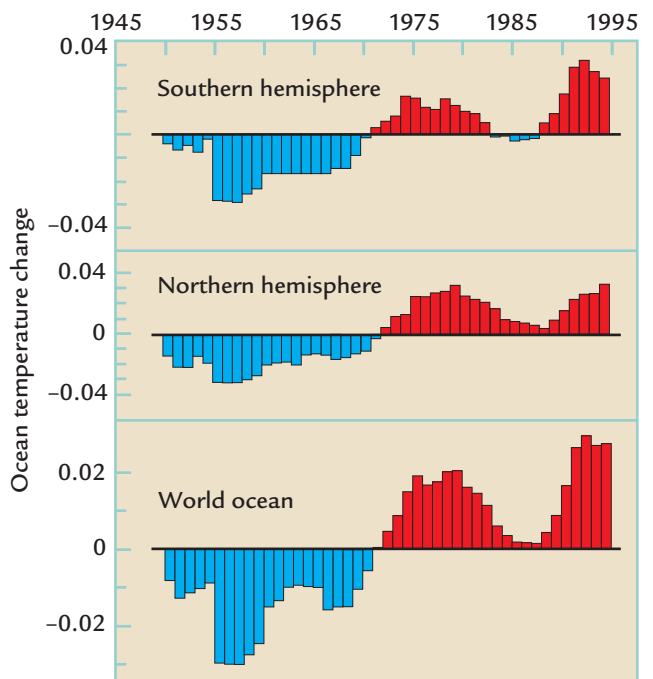 1945 1955 1965 1975 1985 1995
0.04
Southern hemisphere
−0.04
0.04
Northern hemisphere
0
−0.04
Ocean temperature change
0.02
World ocean
0
−0.02